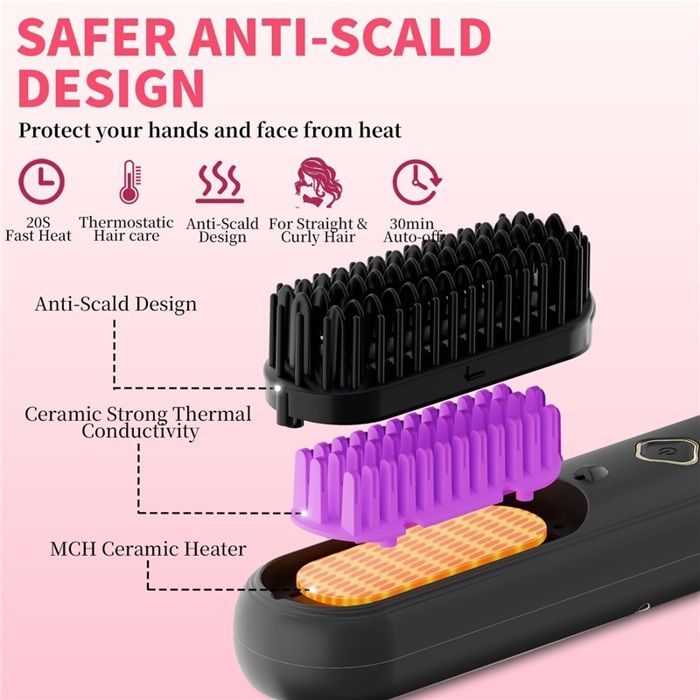 SAFER ANTI-SCALD
DESIGN
Protect your hands and face from heat
20S
Fast Heat
Thermostatic
Hair care
Anti-Scald
Design
For Straight &
Curly Hair
30min
Auto-off
Anti-Scald Design
Ceramic Strong Thermal
Conductivity
MCH Ceramic Heater